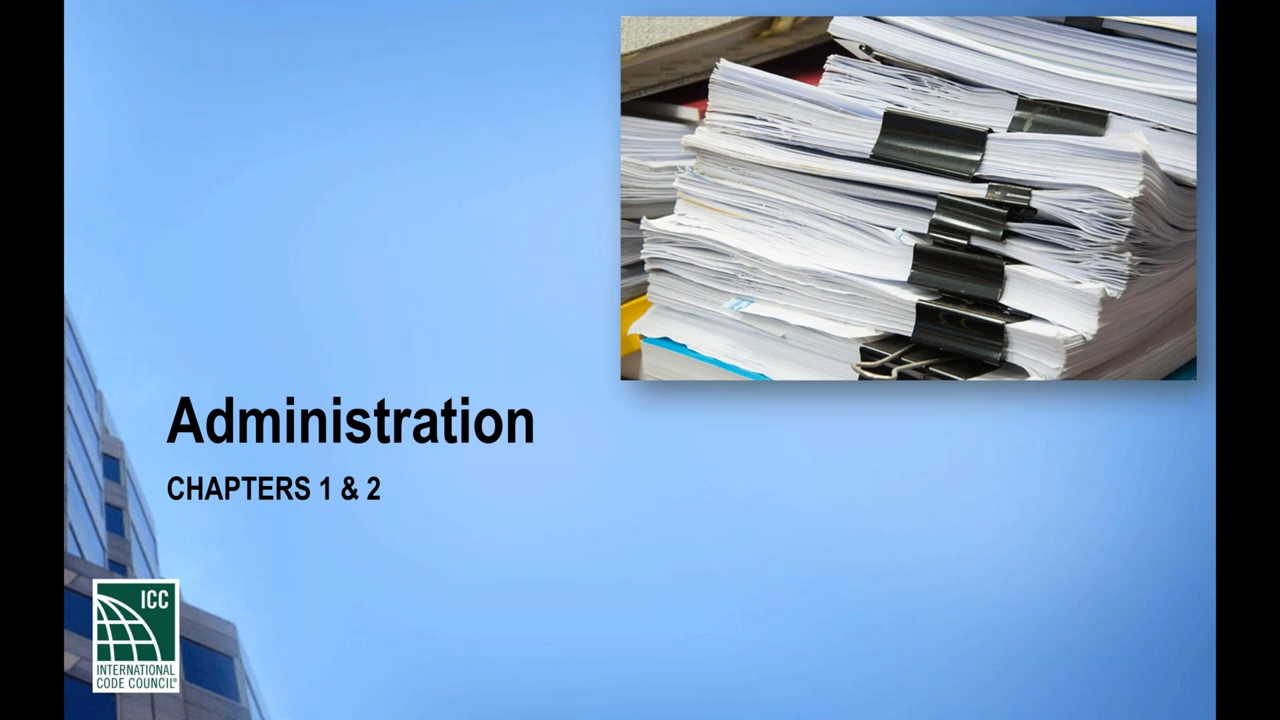 Administration
CHAPTERS 1 & 2
ICC
INTERNATIONAL
CODE COUNCIL®